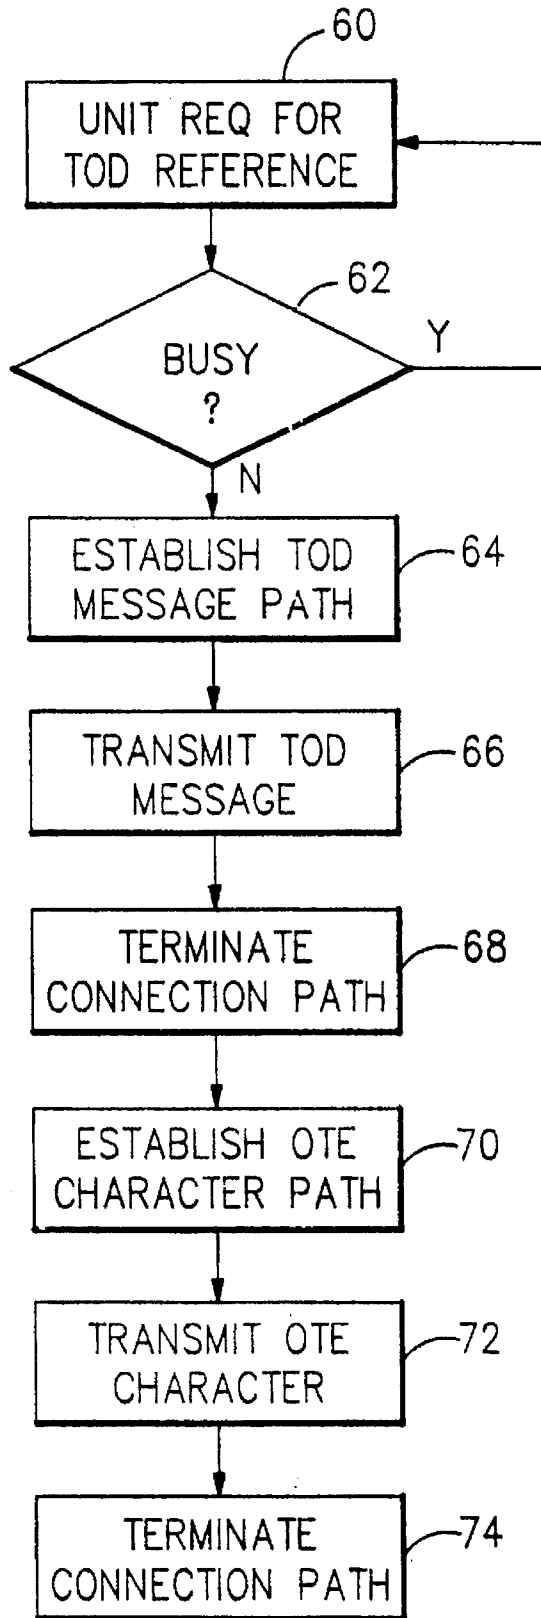 60
UNIT REQ FOR
TOD REFERENCE
62
BUSY
?
Y
N
ESTABLISH TOD
MESSAGE PATH
64
TRANSMIT TOD
MESSAGE
66
TERMINATE
CONNECTION PATH
68
ESTABLISH OTE
CHARACTER PATH
70
TRANSMIT OTE
CHARACTER
72
TERMINATE
CONNECTION PATH
74